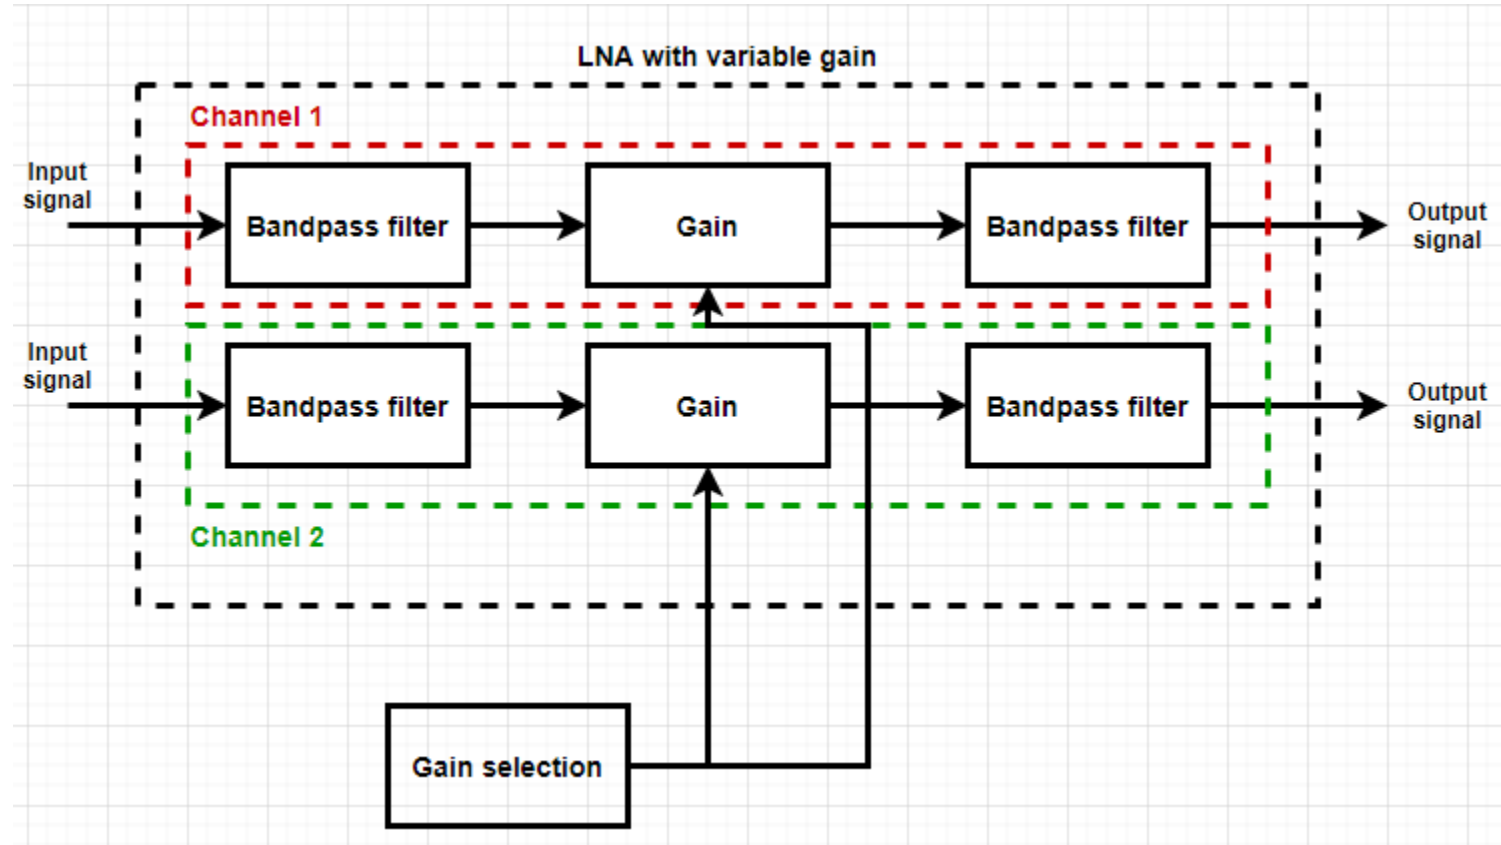 LNA with variable gain
Channel 1
Input
signal
Bandpass filter
Gain
Bandpass filter
Output
signal
Input
signal
Bandpass filter
Gain
Bandpass filter
Output
signal
Channel 2
Gain selection